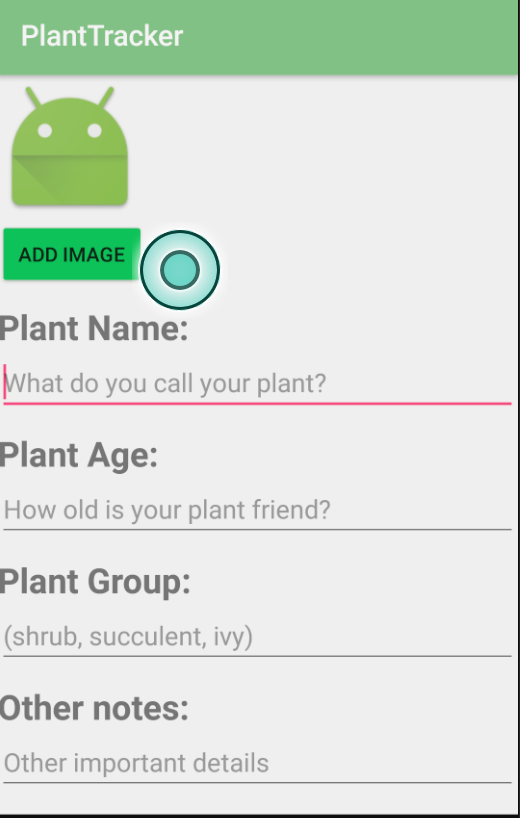 PlantTracker
ADD IMAGE
Plant Name:
What do you call your plant?
Plant Age:
How old is your plant friend?
Plant Group:
(shrub, succulent, ivy)
Other notes:
Other important details